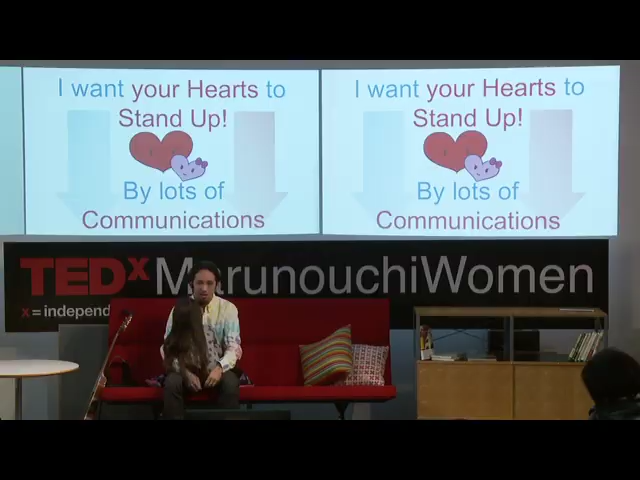 I want your Hearts to
Stand Up!
By lots of
Communications
I want your Hearts to
Stand Up!
By lots of
Communications
TEDx MarunouchiWomen
x = independ